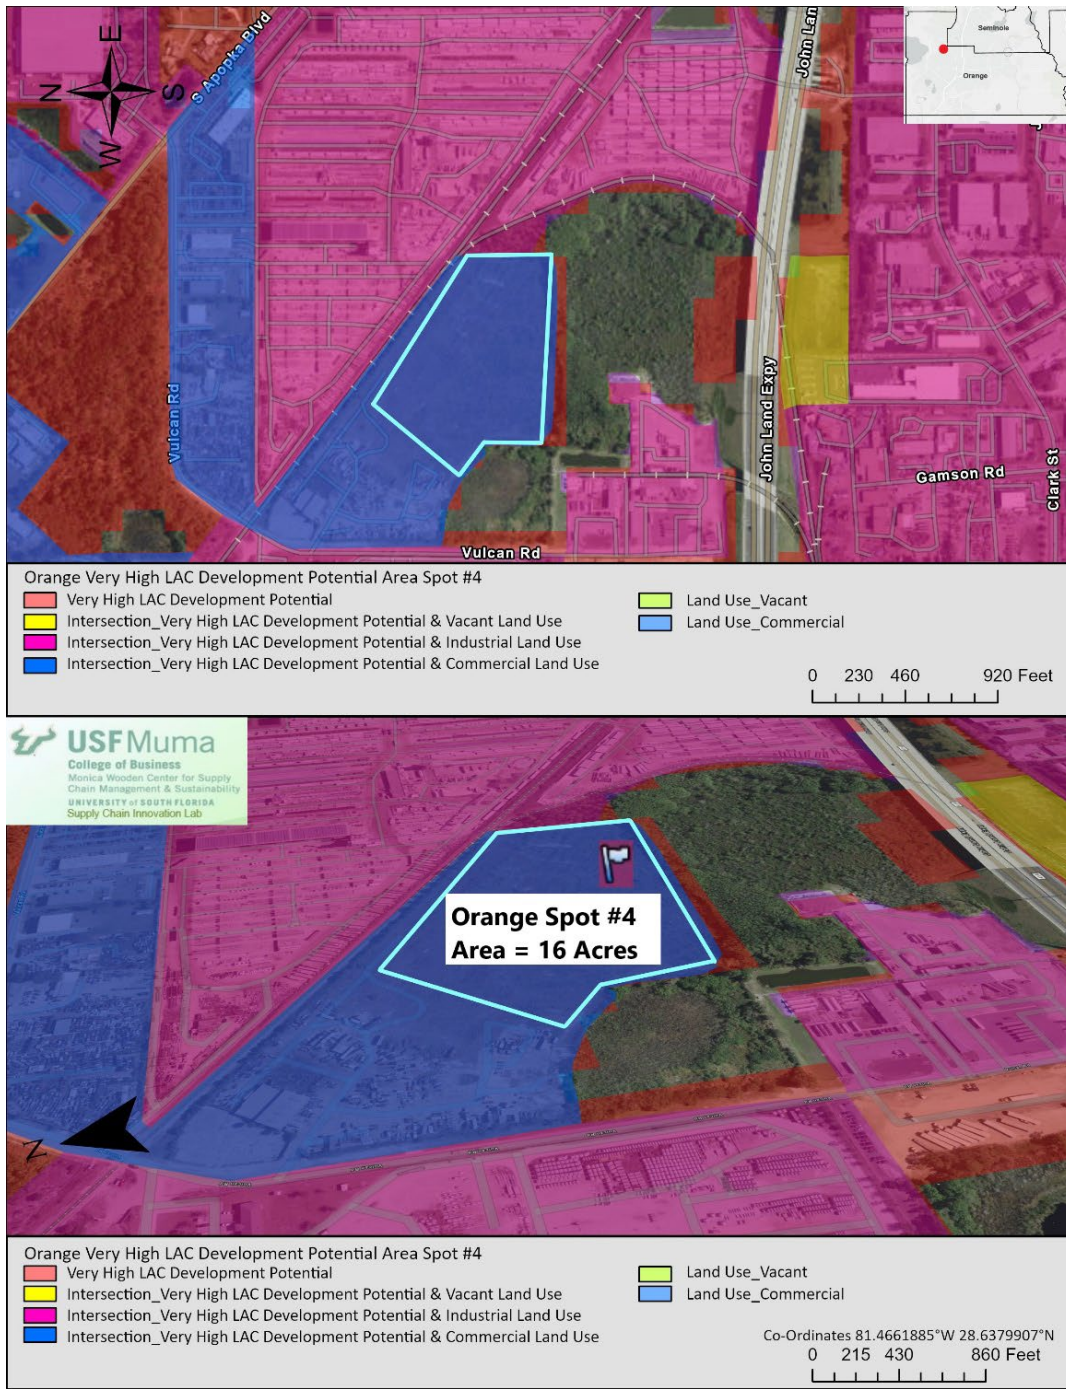 E
N
S
W
S Apopka Blvd
John Lan
Seminole
Orange
Vulcan Rd
John Land Expy
Gamson Rd
Clark St
Vulcan Rd
Orange Very High LAC Development Potential Area Spot #4
Very High LAC Development Potential
Intersection_Very High LAC Development Potential & Vacant Land Use
Intersection_Very High LAC Development Potential & Industrial Land Use
Intersection_Very High LAC Development Potential & Commercial Land Use
Land Use_Vacant
Land Use_Commercial
0 230 460 920 Feet
USF Muma
College of Business
Monica Wooden Center for Supply
Chain Management & Sustainability
UNIVERSITY of SOUTH FLORIDA
Supply Chain Innovation Lab
Orange Spot #4
Area = 16 Acres
N
Orange Very High LAC Development Potential Area Spot #4
Very High LAC Development Potential
Intersection_Very High LAC Development Potential & Vacant Land Use
Intersection_Very High LAC Development Potential & Industrial Land Use
Intersection_Very High LAC Development Potential & Commercial Land Use
Land Use_Vacant
Land Use_Commercial
Co-Ordinates 81.4661885°W 28.6379907°N
0 215 430 860 Feet